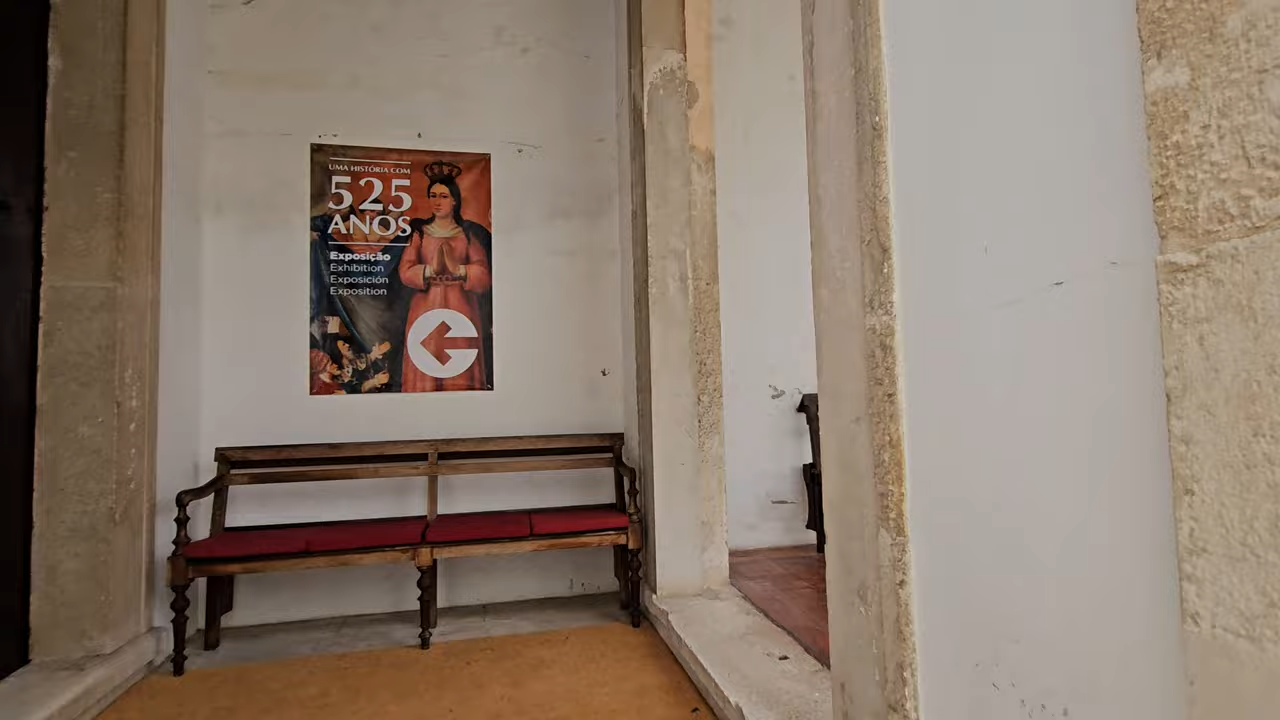 UMA HISTÓRIA COM
525
ANOS
Exposição
Exhibition
Exposición
Exposition